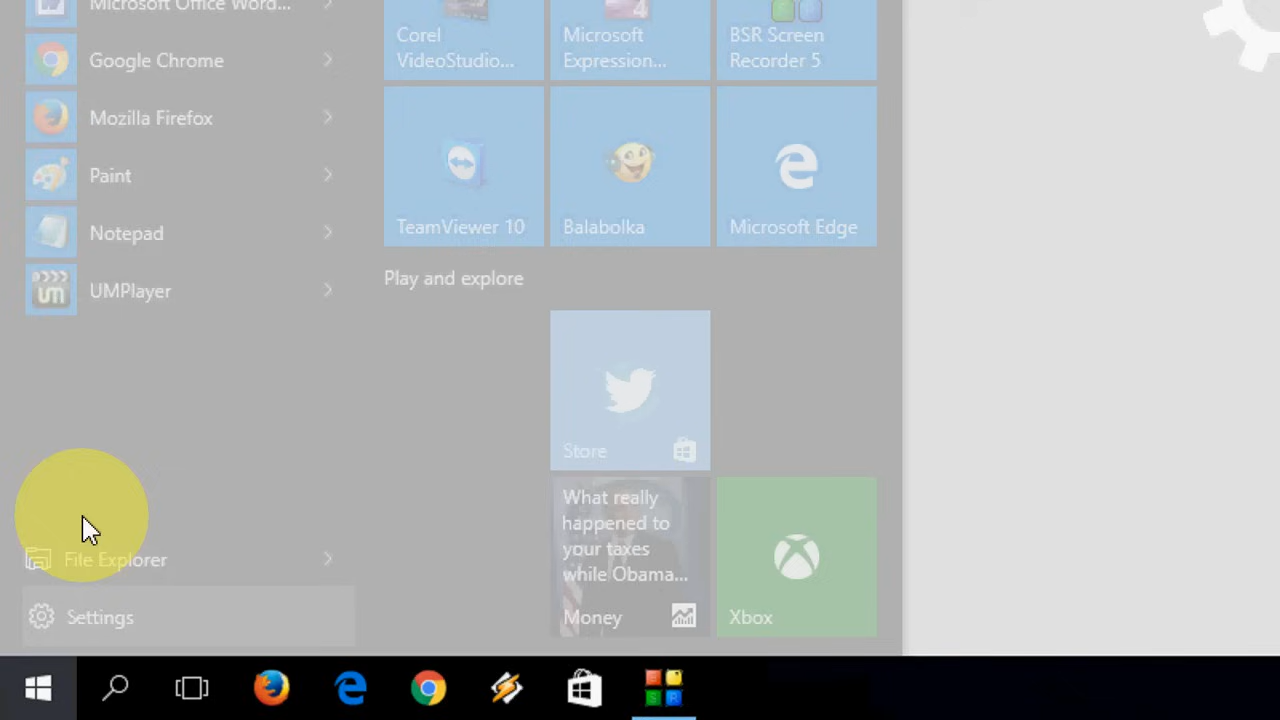 Microsoft Office Word...
Google Chrome
Mozilla Firefox
Paint
Notepad
UMPlayer
File Explorer
Settings
Corel
VideoStudio...
Microsoft
Expression...
BSR Screen
Recorder 5
TeamViewer 10
Balabolka
Microsoft Edge
Play and explore
Store
What really
happened to
your taxes
while Obama...
Money
Xbox